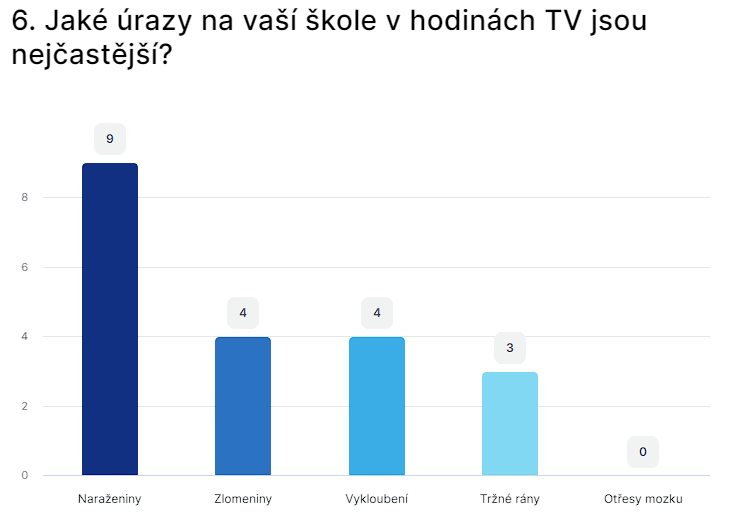 6. Jaké úrazy na vaší škole v hodinách TV jsou
nejčastější?
9
8
6
4
4
4
3
2
0
0
Naraženiny
Zlomeniny
Vykloubení
Tržné rány
Otřesy mozku